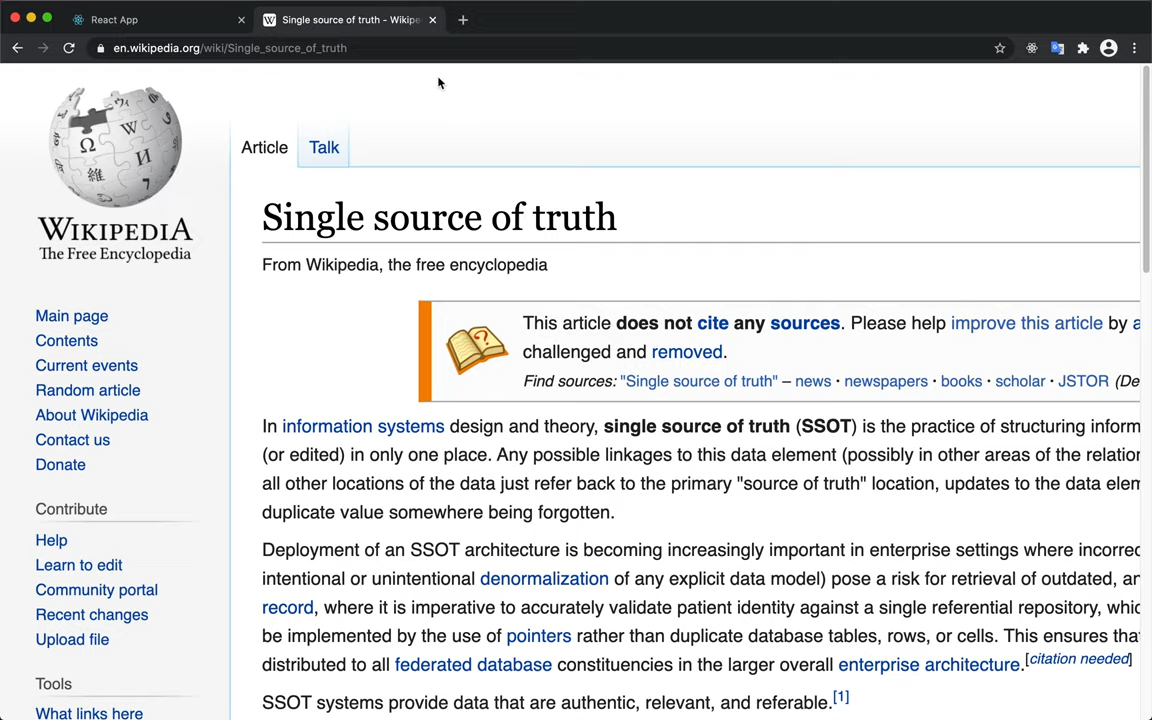 React App
Single source of truth - Wikipe
en.wikipedia.org/wiki/Single_source_of_truth
WIKIPEDIA
The Free Encyclopedia
Main page
Contents
Current events
Random article
About Wikipedia
Contact us
Donate
Contribute
Help
Learn to edit
Community portal
Recent changes
Upload file
Tools
What links here
Article Talk
Single source of truth
From Wikipedia, the free encyclopedia
This article does not cite any sources. Please help improve this article by a
challenged and removed.
Find sources: "Single source of truth" – news · newspapers · books · scholar · JSTOR (De
In information systems design and theory, single source of truth (SSOT) is the practice of structuring inform
(or edited) in only one place. Any possible linkages to this data element (possibly in other areas of the relation
all other locations of the data just refer back to the primary "source of truth" location, updates to the data elem
duplicate value somewhere being forgotten.
Deployment of an SSOT architecture is becoming increasingly important in enterprise settings where incorrec
intentional or unintentional denormalization of any explicit data model) pose a risk for retrieval of outdated, an
record, where it is imperative to accurately validate patient identity against a single referential repository, whic
be implemented by the use of pointers rather than duplicate database tables, rows, or cells. This ensures that
distributed to all federated database constituencies in the larger overall enterprise architecture.[citation needed]
SSOT systems provide data that are authentic, relevant, and referable.[1]